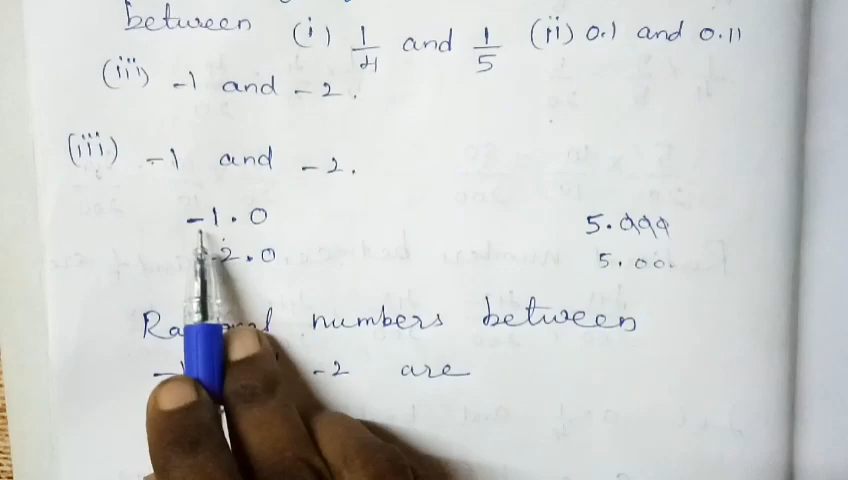 between (i) 1/4 and 1/5 (ii) 0.1 and 0.11
(iii) -1 and -2.
(iii) -1 and -2.
-1.0
-2.0
5.999
5.00.
numbers between
-2 are